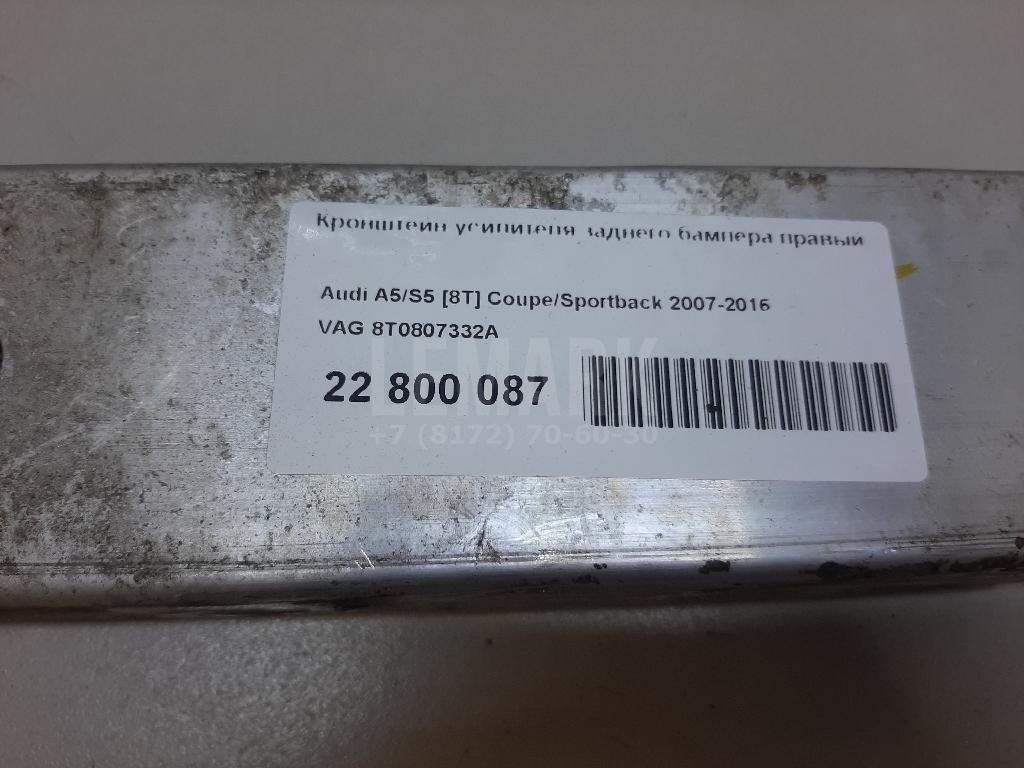 Кронштейн усилителя заднего бампера правый
Audi A5/S5 [8T] Coupe/Sportback 2007-2016
VAG 8T0807332A
LEMARK
22 800 087
+7 (8172) 70-60-30